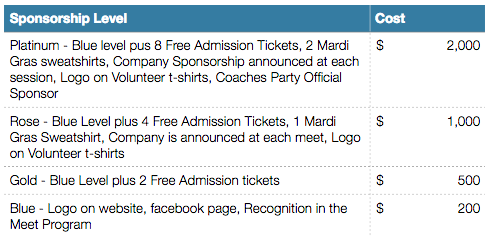 Sponsorship Level Cost
Platinum - Blue level plus 8 Free Admission Tickets, 2 Mardi $ 2,000
Gras sweatshirts, Company Sponsorship announced at each
session, Logo on Volunteer t-shirts, Coaches Party Official
Sponsor
Rose - Blue Level plus 4 Free Admission Tickets, 1 Mardi $ 1,000
Gras Sweatshirt, Company is announced at each meet, Logo
on Volunteer t-shirts
Gold - Blue Level plus 2 Free Admission tickets $ 500
Blue - Logo on website, facebook page, Recognition in the $ 200
Meet Program